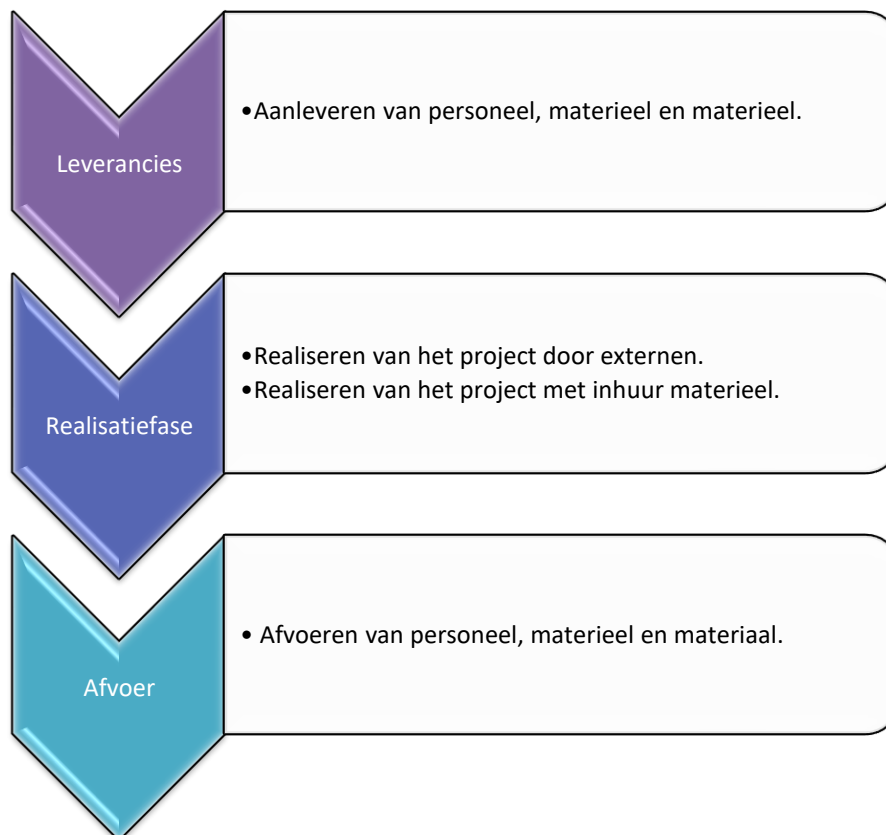 Leverancies
•Aanleveren van personeel, materieel en materieel.
Realisatiefase
•Realiseren van het project door externen.
•Realiseren van het project met inhuur materieel.
Afvoer
• Afvoeren van personeel, materieel en materiaal.